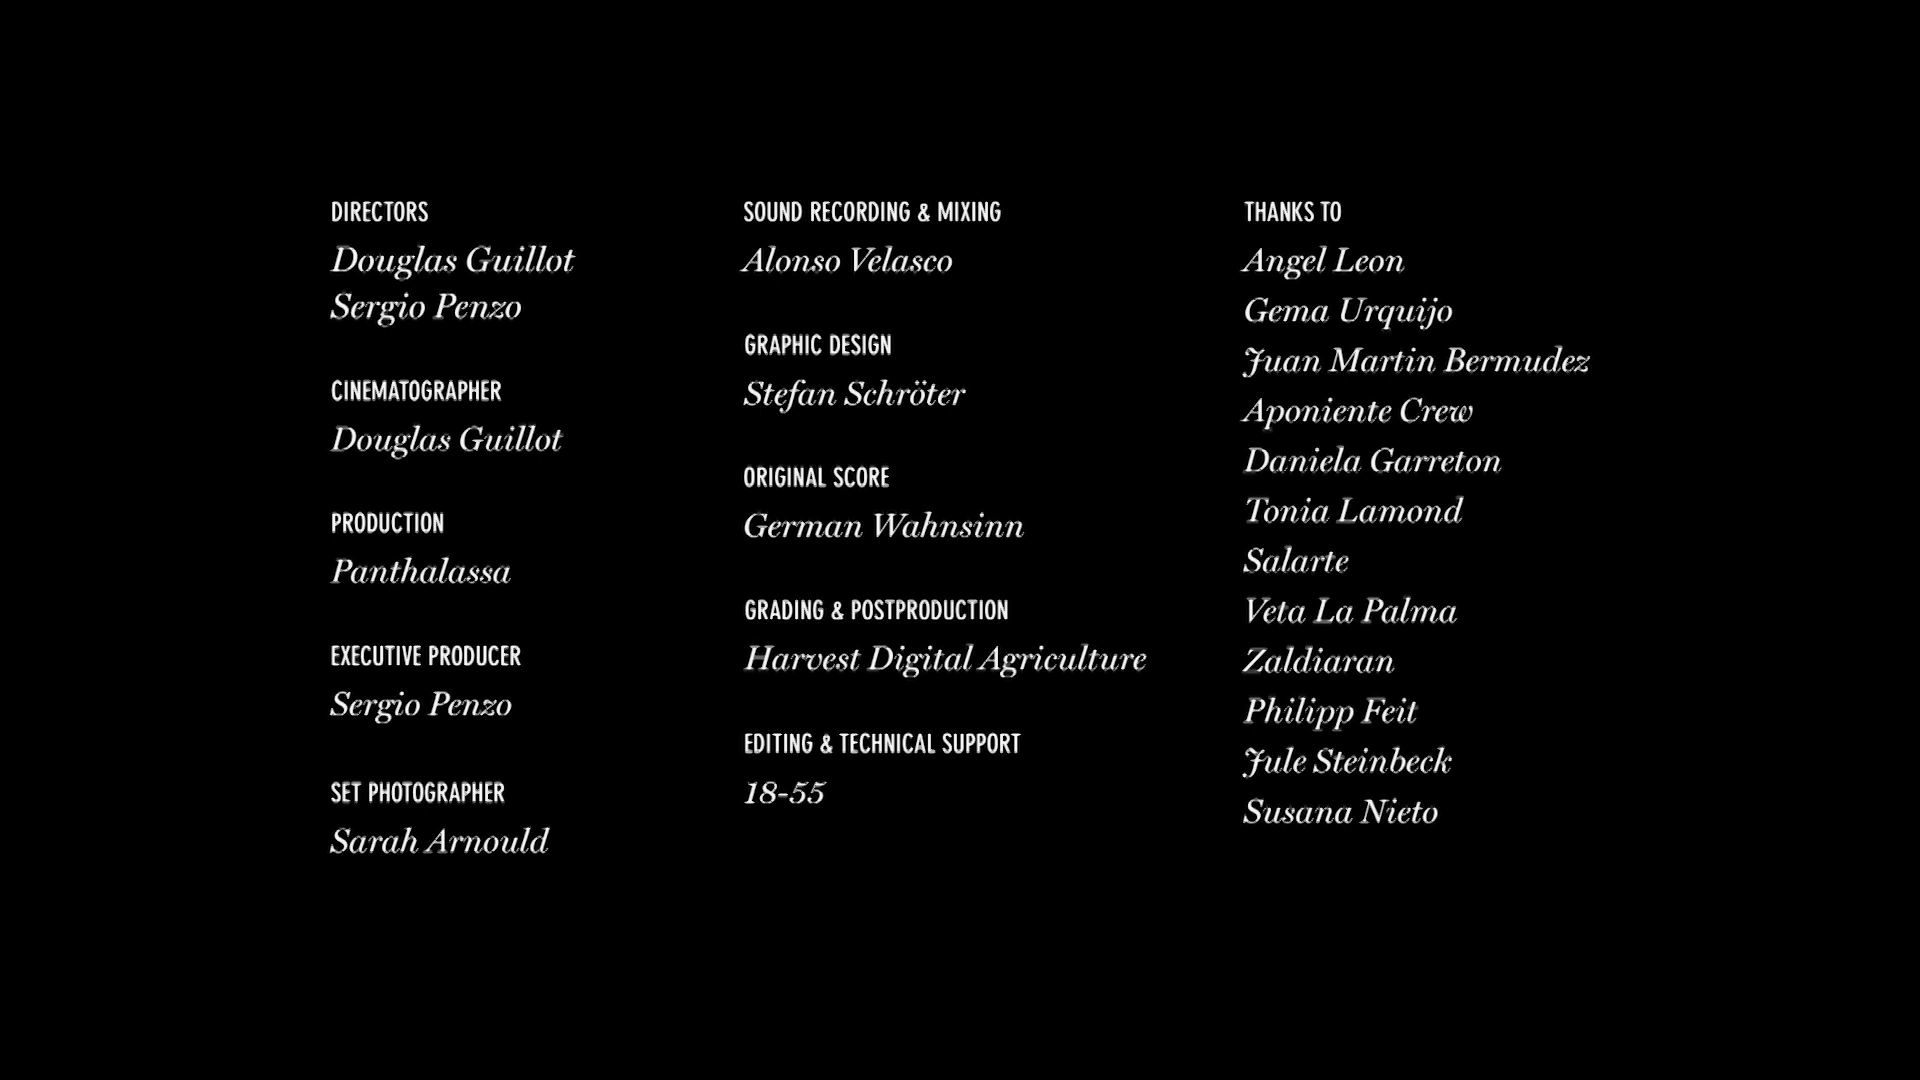 DIRECTORS
Douglas Guillot
Sergio Penzo
CINEMATOGRAPHER
Douglas Guillot
PRODUCTION
Panthalassa
EXECUTIVE PRODUCER
Sergio Penzo
SET PHOTOGRAPHER
Sarah Arnould
SOUND RECORDING & MIXING
Alonso Velasco
GRAPHIC DESIGN
Stefan Schröter
ORIGINAL SCORE
German Wahnsinn
GRADING & POSTPRODUCTION
Harvest Digital Agriculture
EDITING & TECHNICAL SUPPORT
18-55
THANKS TO
Angel Leon
Gema Urquijo
Juan Martin Bermudez
Aponiente Crew
Daniela Garreton
Tonia Lamond
Salarte
Veta La Palma
Zaldiaran
Philipp Feit
Jule Steinbeck
Susana Nieto